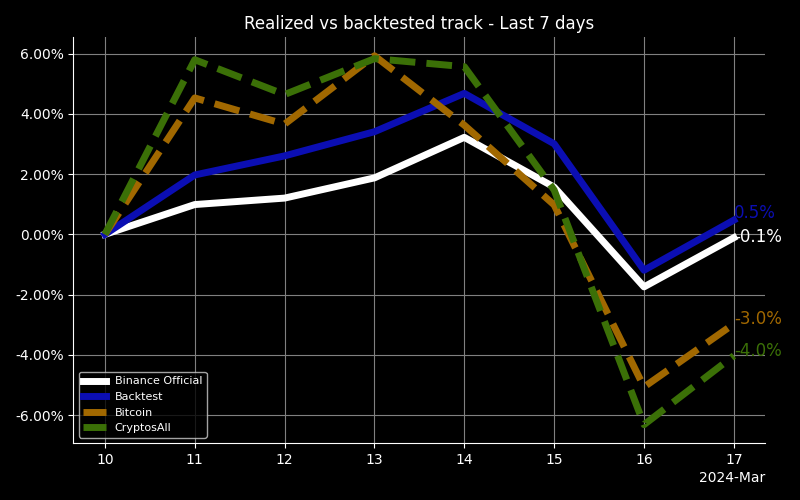 Realized vs backtested track - Last 7 days
6.00%
4.00%
2.00%
0.00%
-2.00%
-4.00%
-6.00%
0.5%
-0.1%
-3.0%
-4.0%
Binance Official
Backtest
Bitcoin
CryptosAll
10 11 12 13 14 15 16 17
2024-Mar